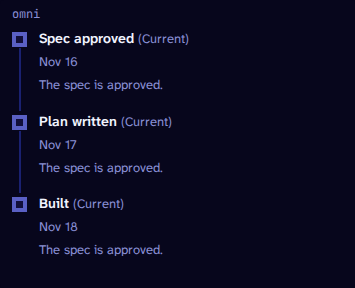 omni
Spec approved (Current)
Nov 16
The spec is approved.
Plan written (Current)
Nov 17
The spec is approved.
Built (Current)
Nov 18
The spec is approved.